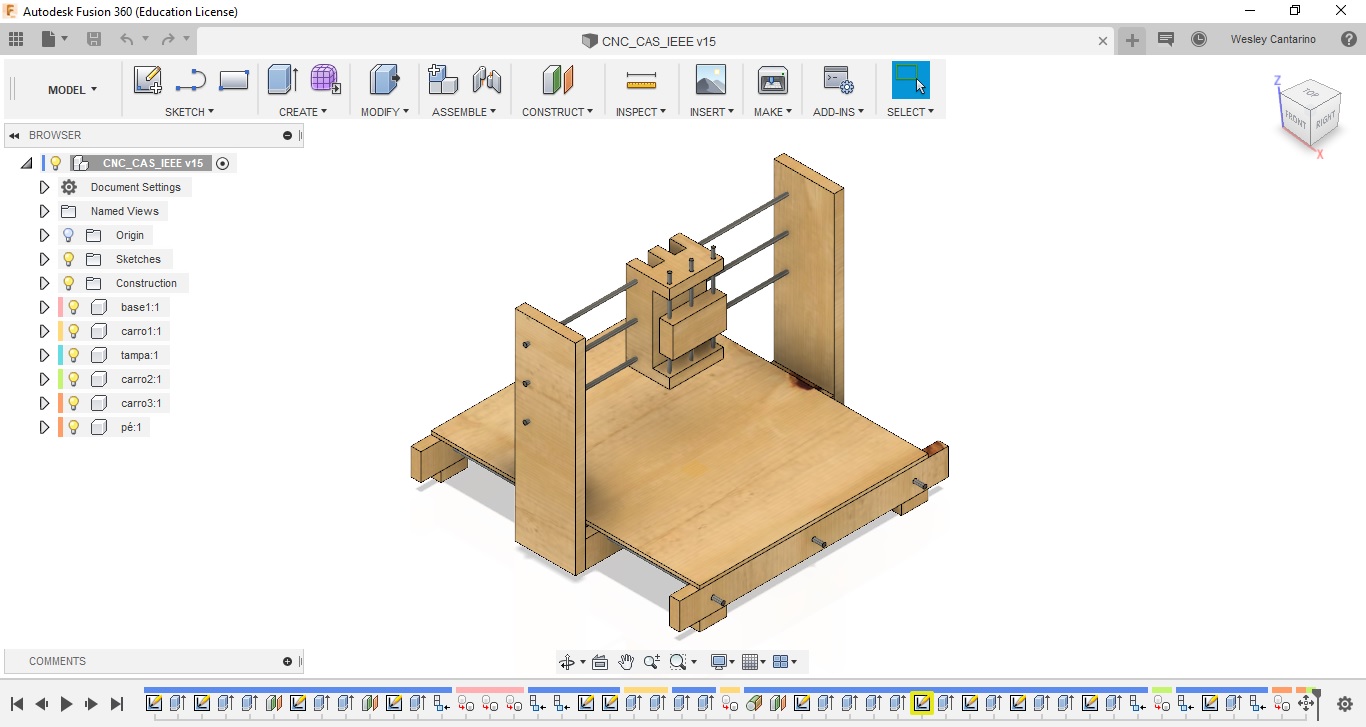 Autodesk Fusion 360 (Education License)
CNC_CAS_IEEE v15
Wesley Cantarino
MODEL
SKETCH
CREATE
MODIFY
ASSEMBLE
CONSTRUCT
INSPECT
INSERT
MAKE
ADD-INS
SELECT
Z
TOP
FRONT
RIGHT
X
BROWSER
CNC_CAS_IEEE v15
Document Settings
Named Views
Origin
Sketches
Construction
base1:1
carro1:1
tampa:1
carro2:1
carro3:1
pé:1
COMMENTS